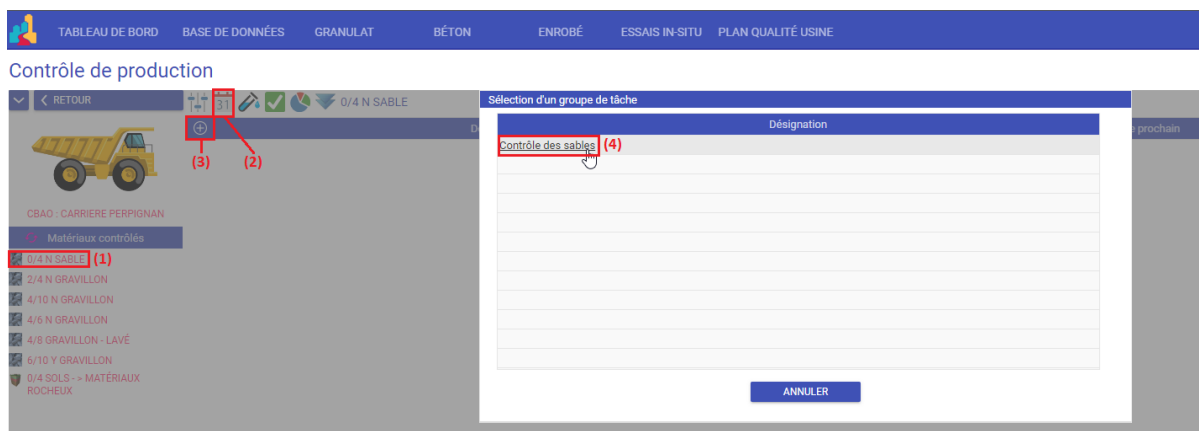 TABLEAU DE BORD BASE DE DONNÉES GRANULAT BÉTON ENROBÉ ESSAIS IN-SITU PLAN QUALITÉ USINE
Contrôle de production
RETOUR
31
0/4 N SABLE
(3) (2)
CBAO : CARRIERE PERPIGNAN
Matériaux contrôlés
0/4 N SABLE (1)
2/4 N GRAVILLON
4/10 N GRAVILLON
4/6 N GRAVILLON
4/8 GRAVILLON - LAVÉ
6/10 Y GRAVILLON
0/4 SOLS - > MATÉRIAUX
ROCHEUX
Sélection d'un groupe de tâche
Désignation
Contrôle des sables (4)
ANNULER
prochain